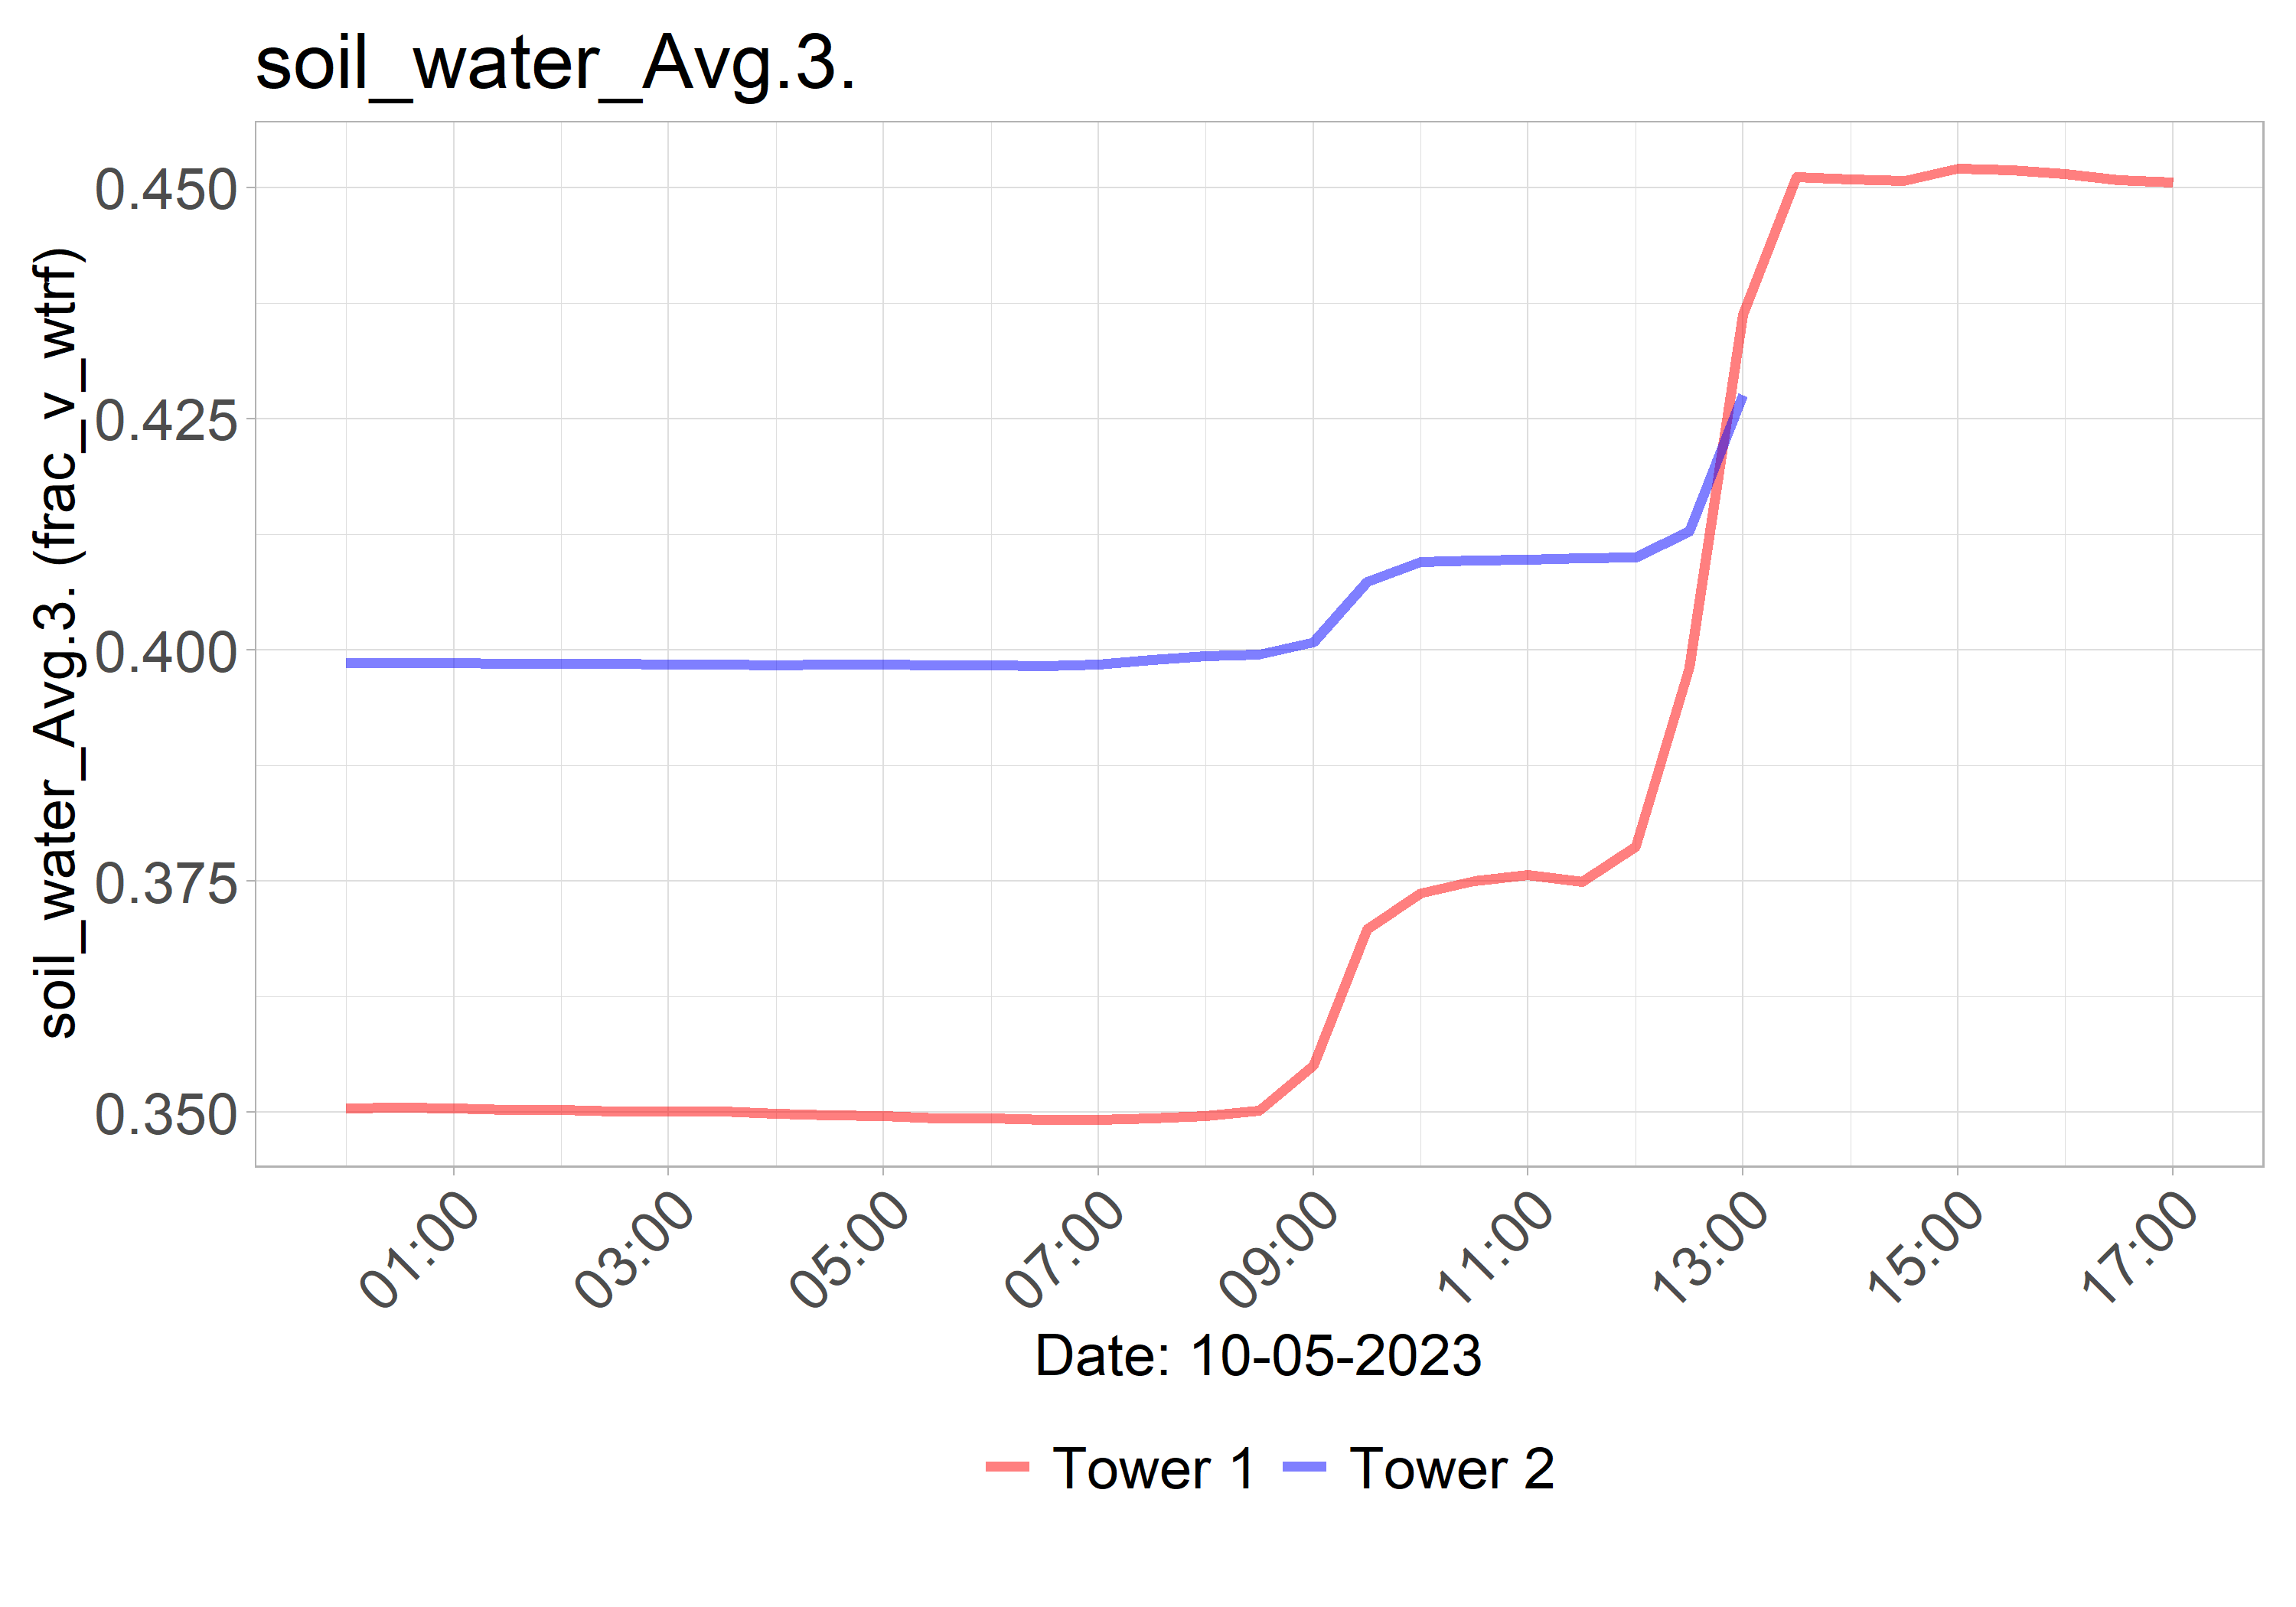 soil_water_Avg.3.
soil_water_Avg.3. (frac_v_wtrf)
0.450
0.425
0.400
0.375
0.350
01:00
03:00
05:00
07:00
09:00
11:00
13:00
15:00
17:00
Date: 10-05-2023
Tower 1
Tower 2